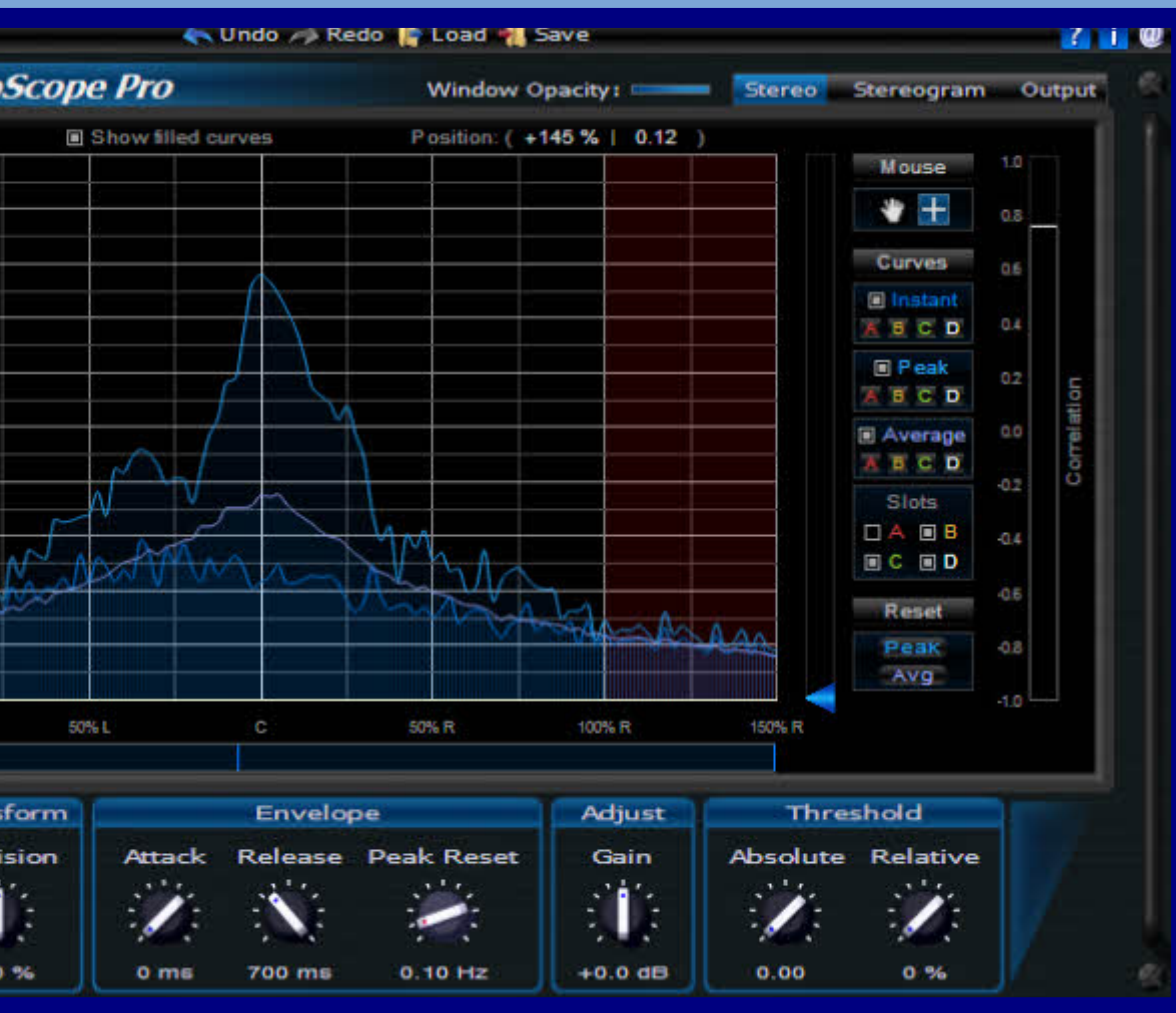 Undo Redo Load Save ? i @
oScope Pro Window Opacity: Stereo Stereogram Output
Show filled curves Position: ( +145 % | 0.12 )
Mouse
Curves
Instant
A B C D
Peak
A B C D
Average
A B C D
Slots
A B
C D
Reset
Peak
Avg
1.0
0.8
0.6
0.4
0.2
0.0
-0.2
-0.4
-0.6
-0.8
-1.0
Correlation
50% L C 50% R 100% R 150% R
sform Envelope Adjust Threshold
ision Attack Release Peak Reset Gain Absolute Relative
% 0 ms 700 ms 0.10 Hz +0.0 dB 0.00 0 %